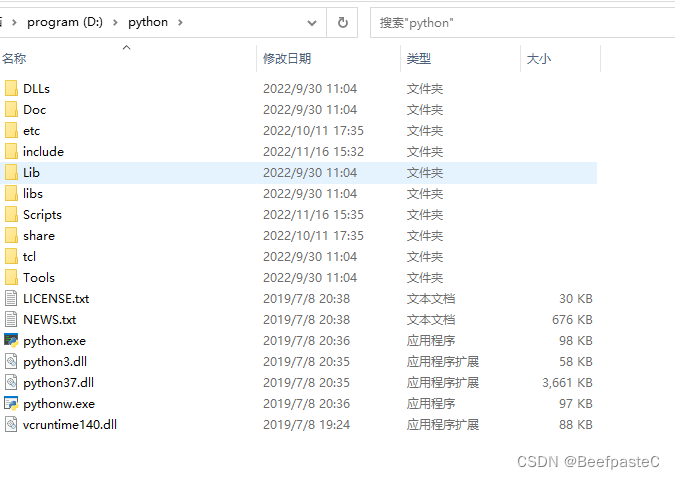 program (D:) > python >
搜索"python"
名称 修改日期 类型 大小
DLLs 2022/9/30 11:04 文件夹
Doc 2022/9/30 11:04 文件夹
etc 2022/10/11 17:35 文件夹
include 2022/11/16 15:32 文件夹
Lib 2022/9/30 11:04 文件夹
libs 2022/9/30 11:04 文件夹
Scripts 2022/11/16 15:35 文件夹
share 2022/10/11 17:35 文件夹
tcl 2022/9/30 11:04 文件夹
Tools 2022/9/30 11:04 文件夹
LICENSE.txt 2019/7/8 20:38 文本文档 30 KB
NEWS.txt 2019/7/8 20:38 文本文档 676 KB
python.exe 2019/7/8 20:36 应用程序 98 KB
python3.dll 2019/7/8 20:35 应用程序扩展 58 KB
python37.dll 2019/7/8 20:35 应用程序扩展 3,661 KB
pythonw.exe 2019/7/8 20:36 应用程序 97 KB
vcruntime140.dll 2019/7/8 19:24 应用程序扩展 88 KB
CSDN @BeefpasteC